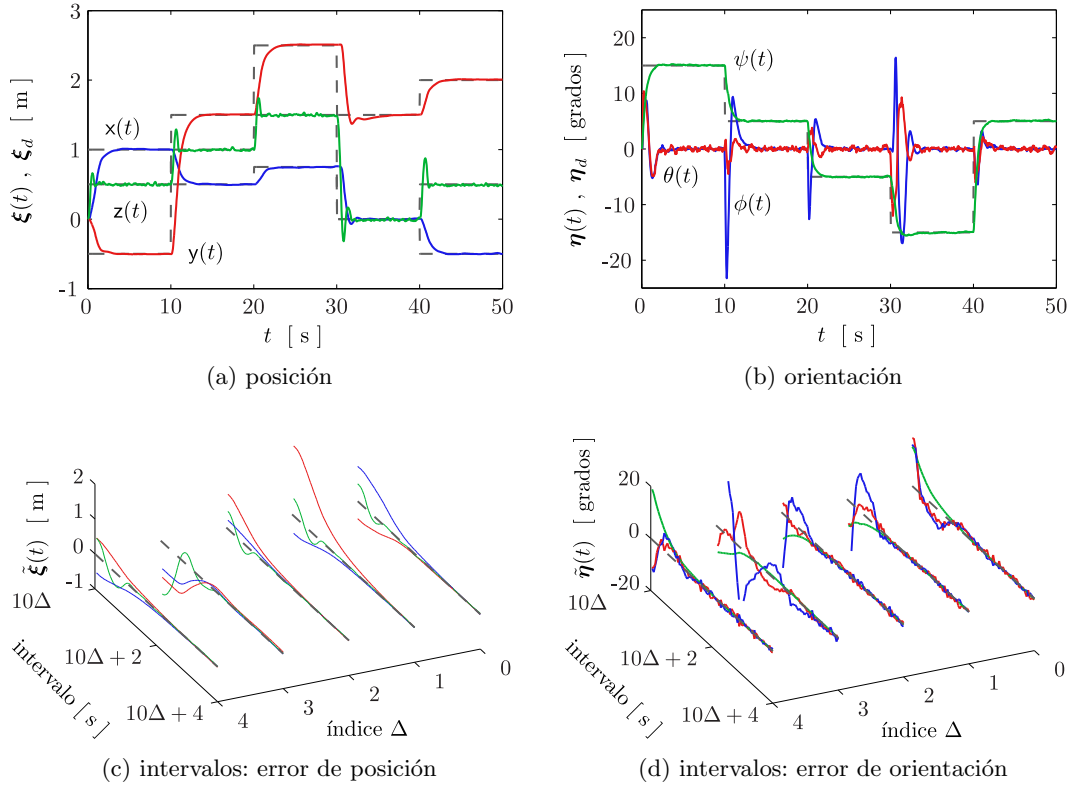 3
2
1
0
-1
0 10 20 30 40 50
ξ(t) , ξ_d [ m ]
x(t)
z(t)
y(t)
t [ s ]
(a) posición
20
10
0
-10
-20
0 10 20 30 40 50
η(t) , η_d [ grados ]
ψ(t)
θ(t)
ϕ(t)
t [ s ]
(b) orientación
2
1
0
-1
ξ̃(t) [ m ]
10Δ
10Δ + 2
10Δ + 4
intervalo [ s ]
4 3 2 1 0
índice Δ
(c) intervalos: error de posición
20
0
-20
η̃(t) [ grados ]
10Δ
10Δ + 2
10Δ + 4
intervalo [ s ]
4 3 2 1 0
índice Δ
(d) intervalos: error de orientación